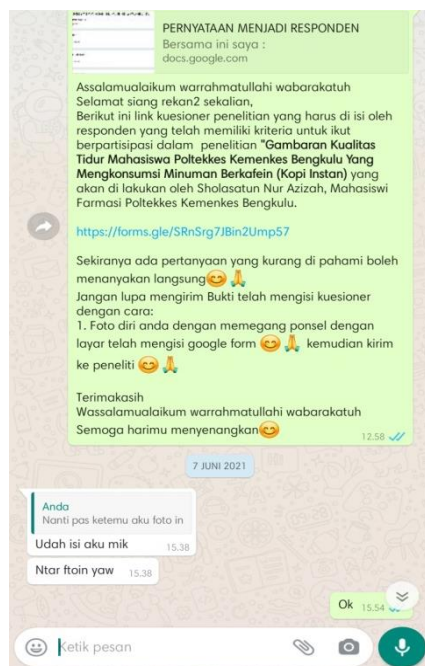 PERNYATAAN MENJADI RESPONDEN
Bersama ini saya :
docs.google.com
Assalamualaikum warrahmatullahi wabarakatuh
Selamat siang rekan2 sekalian,
Berikut ini link kuesioner penelitian yang harus di isi oleh
responden yang telah memiliki kriteria untuk ikut
berpartisipasi dalam penelitian "Gambaran Kualitas
Tidur Mahasiswa Poltekkes Kemenkes Bengkulu Yang
Mengkonsumsi Minuman Berkafein (Kopi Instan) yang
akan di lakukan oleh Sholasatun Nur Azizah, Mahasiswi
Farmasi Poltekkes Kemenkes Bengkulu.
https://forms.gle/SRnSrg7JBin2Ump57
Sekiranya ada pertanyaan yang kurang di pahami boleh
menanyakan langsung😊🙏
Jangan lupa mengirim Bukti telah mengisi kuesioner
dengan cara:
1. Foto diri anda dengan memegang ponsel dengan
layar telah mengisi google form 😊🙏 kemudian kirim
ke peneliti 😊🙏
Terimakasih
Wassalamualaikum warrahmatullahi wabarakatuh
Semoga harimu menyenangkan😊
12.58
7 JUNI 2021
Anda
Nanti pas ketemu aku foto in
Udah isi aku mik 15.38
Ntar ftoin yaw 15.38
Ok 15.54
Ketik pesan